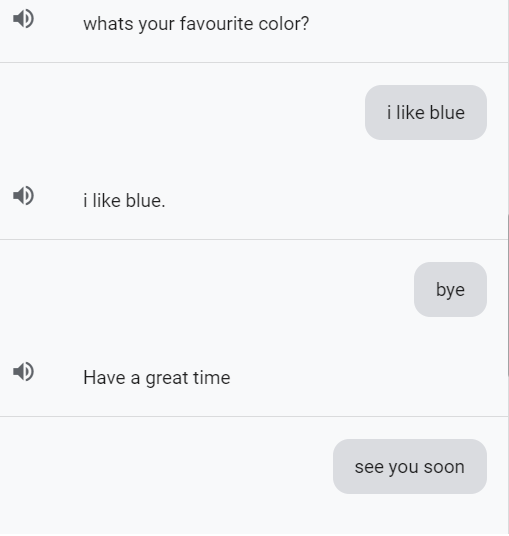 whats your favourite color?
i like blue
i like blue.
bye
Have a great time
see you soon